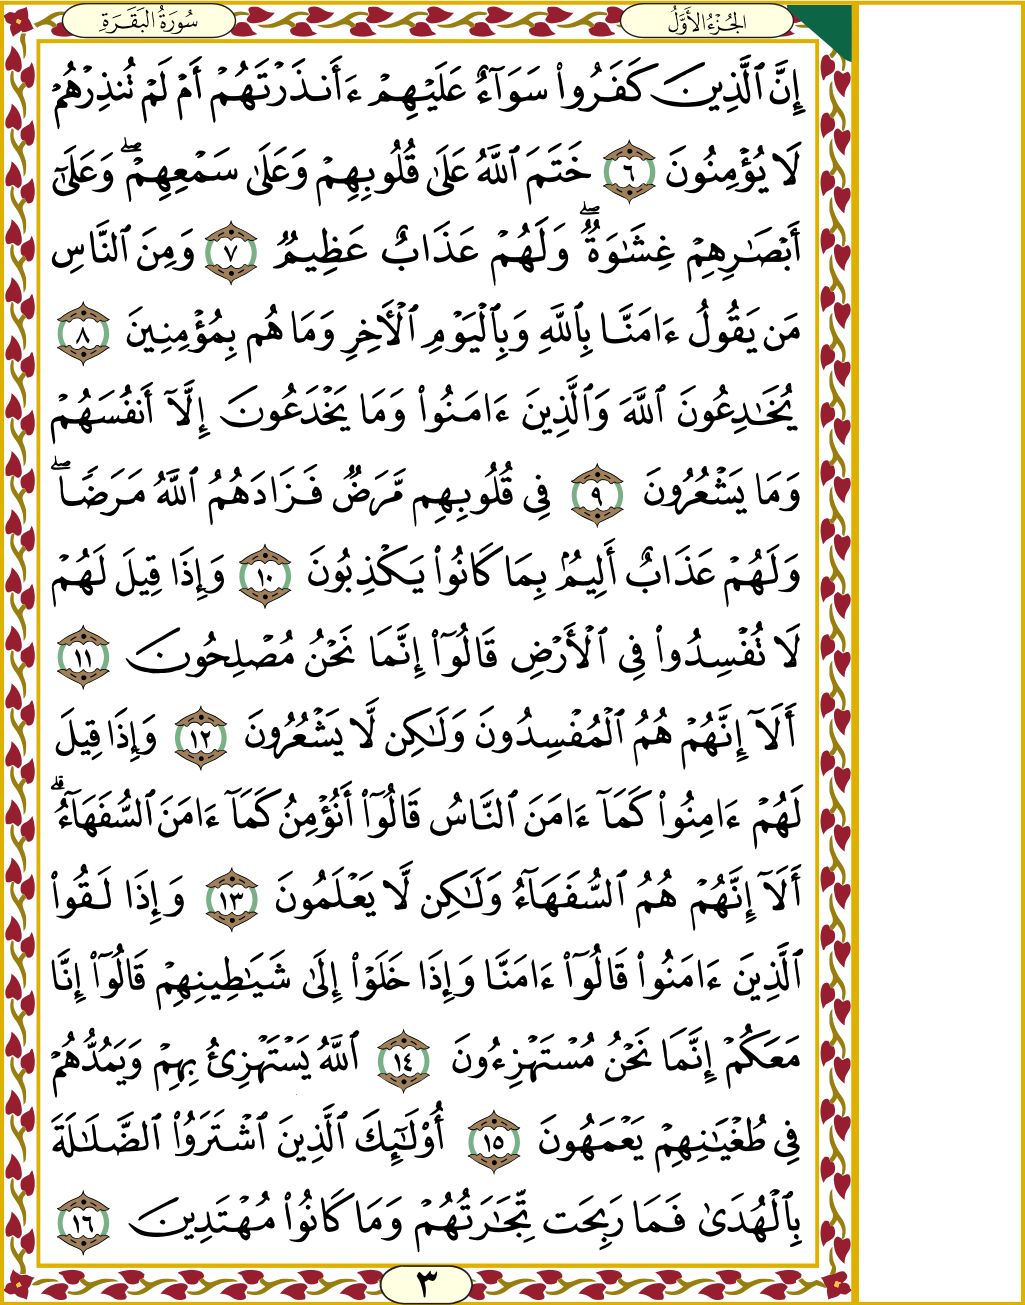 سُورَةُ البَقَرَةِ
الجُزْءُ الأَوَّلُ
إِنَّ ٱلَّذِينَ كَفَرُوا۟ سَوَآءٌ عَلَيْهِمْ ءَأَنذَرْتَهُمْ أَمْ لَمْ تُنذِرْهُمْ
لَا يُؤْمِنُونَ ٦ خَتَمَ ٱللَّهُ عَلَىٰ قُلُوبِهِمْ وَعَلَىٰ سَمْعِهِمْ ۖ وَعَلَىٰٓ
أَبْصَـٰرِهِمْ غِشَـٰوَةٌ ۖ وَلَهُمْ عَذَابٌ عَظِيمٌ ٧ وَمِنَ ٱلنَّاسِ
مَن يَقُولُ ءَامَنَّا بِٱللَّهِ وَبِٱلْيَوْمِ ٱلْـَٔاخِرِ وَمَا هُم بِمُؤْمِنِينَ ٨
يُخَـٰدِعُونَ ٱللَّهَ وَٱلَّذِينَ ءَامَنُوا۟ وَمَا يَخْدَعُونَ إِلَّآ أَنفُسَهُمْ
وَمَا يَشْعُرُونَ ٩ فِى قُلُوبِهِم مَّرَضٌ فَزَادَهُمُ ٱللَّهُ مَرَضًا ۖ
وَلَهُمْ عَذَابٌ أَلِيمٌۢ بِمَا كَانُوا۟ يَكْذِبُونَ ١٠ وَإِذَا قِيلَ لَهُمْ
لَا تُفْسِدُوا۟ فِى ٱلْأَرْضِ قَالُوٓا۟ إِنَّمَا نَحْنُ مُصْلِحُونَ ١١
أَلَآ إِنَّهُمْ هُمُ ٱلْمُفْسِدُونَ وَلَـٰكِن لَّا يَشْعُرُونَ ١٢ وَإِذَا قِيلَ
لَهُمْ ءَامِنُوا۟ كَمَآ ءَامَنَ ٱلنَّاسُ قَالُوٓا۟ أَنُؤْمِنُ كَمَآ ءَامَنَ ٱلسُّفَهَآءُ ۗ
أَلَآ إِنَّهُمْ هُمُ ٱلسُّفَهَآءُ وَلَـٰكِن لَّا يَعْلَمُونَ ١٣ وَإِذَا لَقُوا۟
ٱلَّذِينَ ءَامَنُوا۟ قَالُوٓا۟ ءَامَنَّا وَإِذَا خَلَوْا۟ إِلَىٰ شَيَـٰطِينِهِمْ قَالُوٓا۟ إِنَّا
مَعَكُمْ إِنَّمَا نَحْنُ مُسْتَهْزِءُونَ ١٤ ٱللَّهُ يَسْتَهْزِئُ بِهِمْ وَيَمُدُّهُمْ
فِى طُغْيَـٰنِهِمْ يَعْمَهُونَ ١٥ أُو۟لَـٰٓئِكَ ٱلَّذِينَ ٱشْتَرَوُا۟ ٱلضَّلَـٰلَةَ
بِٱلْهُدَىٰ فَمَا رَبِحَت تِّجَـٰرَتُهُمْ وَمَا كَانُوا۟ مُهْتَدِينَ ١٦
٣